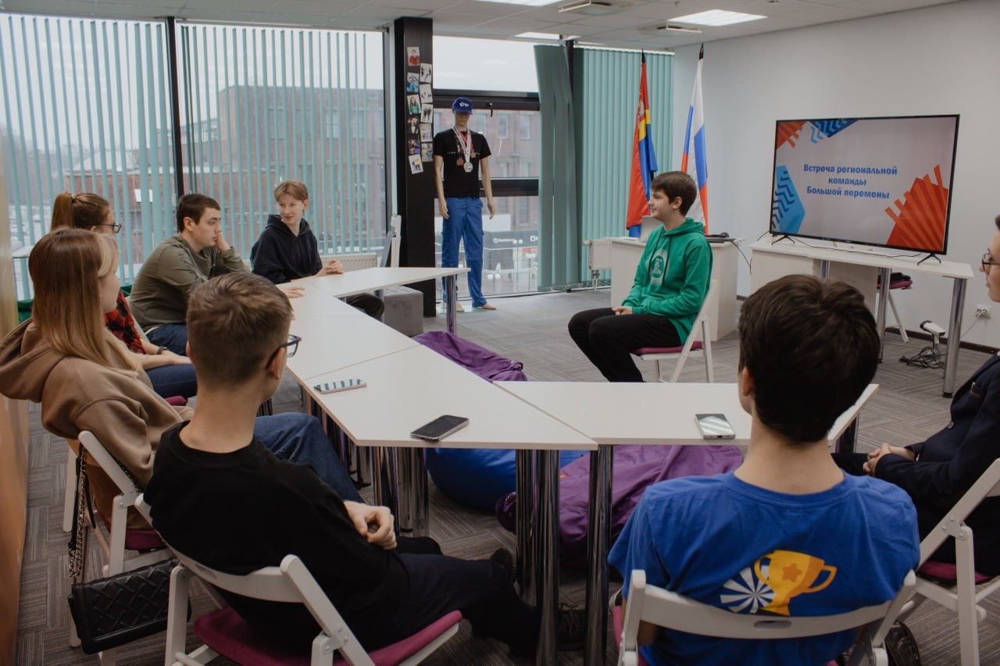 Встреча региональной
команды
Большой перемены